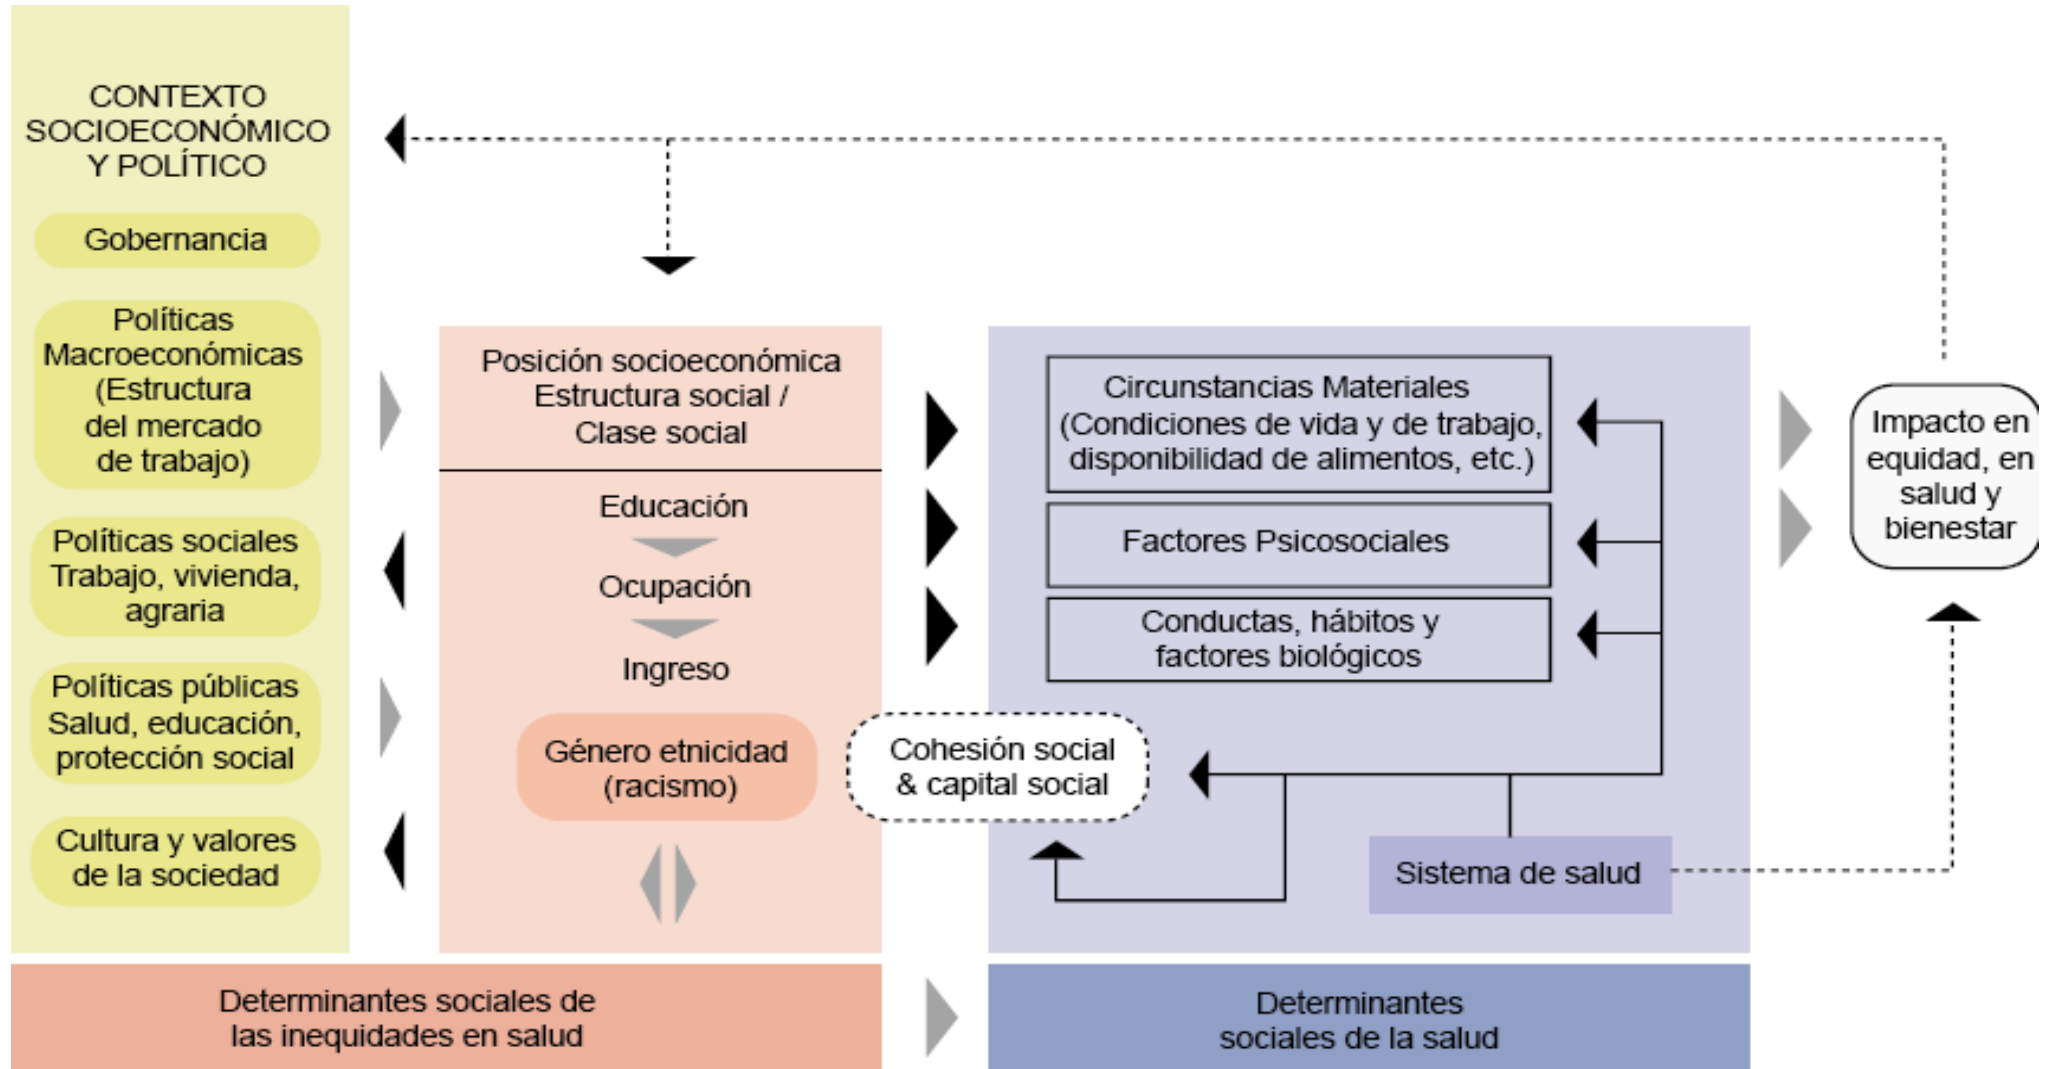 CONTEXTO
SOCIOECONÓMICO
Y POLÍTICO
Gobernancia
Políticas
Macroeconómicas
(Estructura
del mercado
de trabajo)
Políticas sociales
Trabajo, vivienda,
agraria
Políticas públicas
Salud, educación,
protección social
Cultura y valores
de la sociedad
Posición socioeconómica
Estructura social /
Clase social
Educación
Ocupación
Ingreso
Género etnicidad
(racismo)
Cohesión social
& capital social
Circunstancias Materiales
(Condiciones de vida y de trabajo,
disponibilidad de alimentos, etc.)
Factores Psicosociales
Conductas, hábitos y
factores biológicos
Sistema de salud
Impacto en
equidad, en
salud y
bienestar
Determinantes sociales de
las inequidades en salud
Determinantes
sociales de la salud